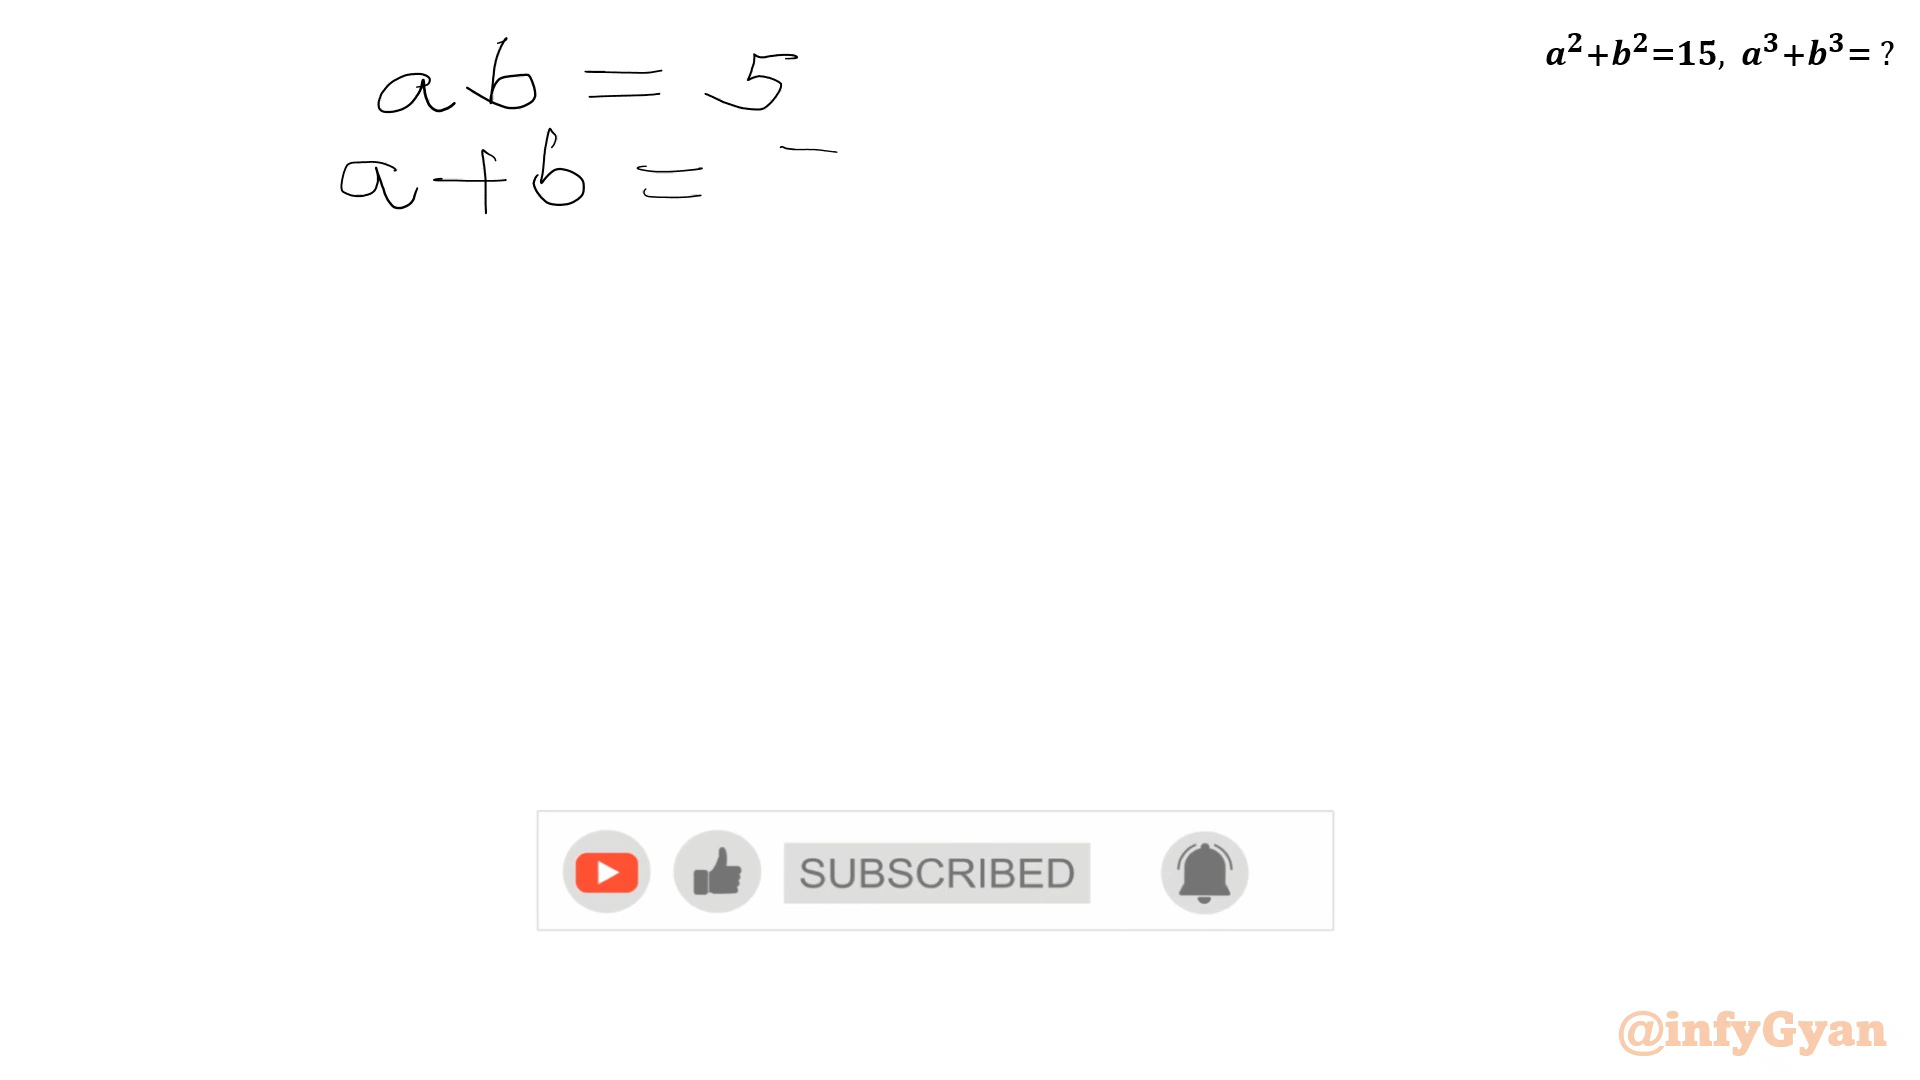 ab = 5
a²+b²=15, a³+b³= ?
a+b =
SUBSCRIBED
@infyGyan